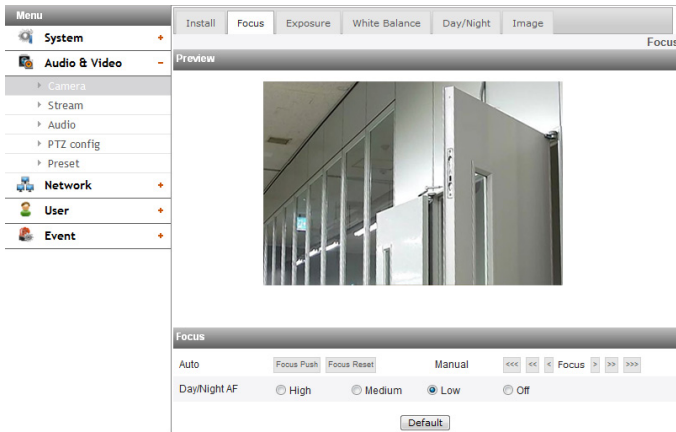 Menu
System
Audio & Video
Camera
Stream
Audio
PTZ config
Preset
Network
User
Event
Install Focus Exposure White Balance Day/Night Image
Focus
Preview
Focus
Auto Focus Push Focus Reset Manual <<< << < Focus > >> >>>
Day/Night AF High Medium Low Off
Default